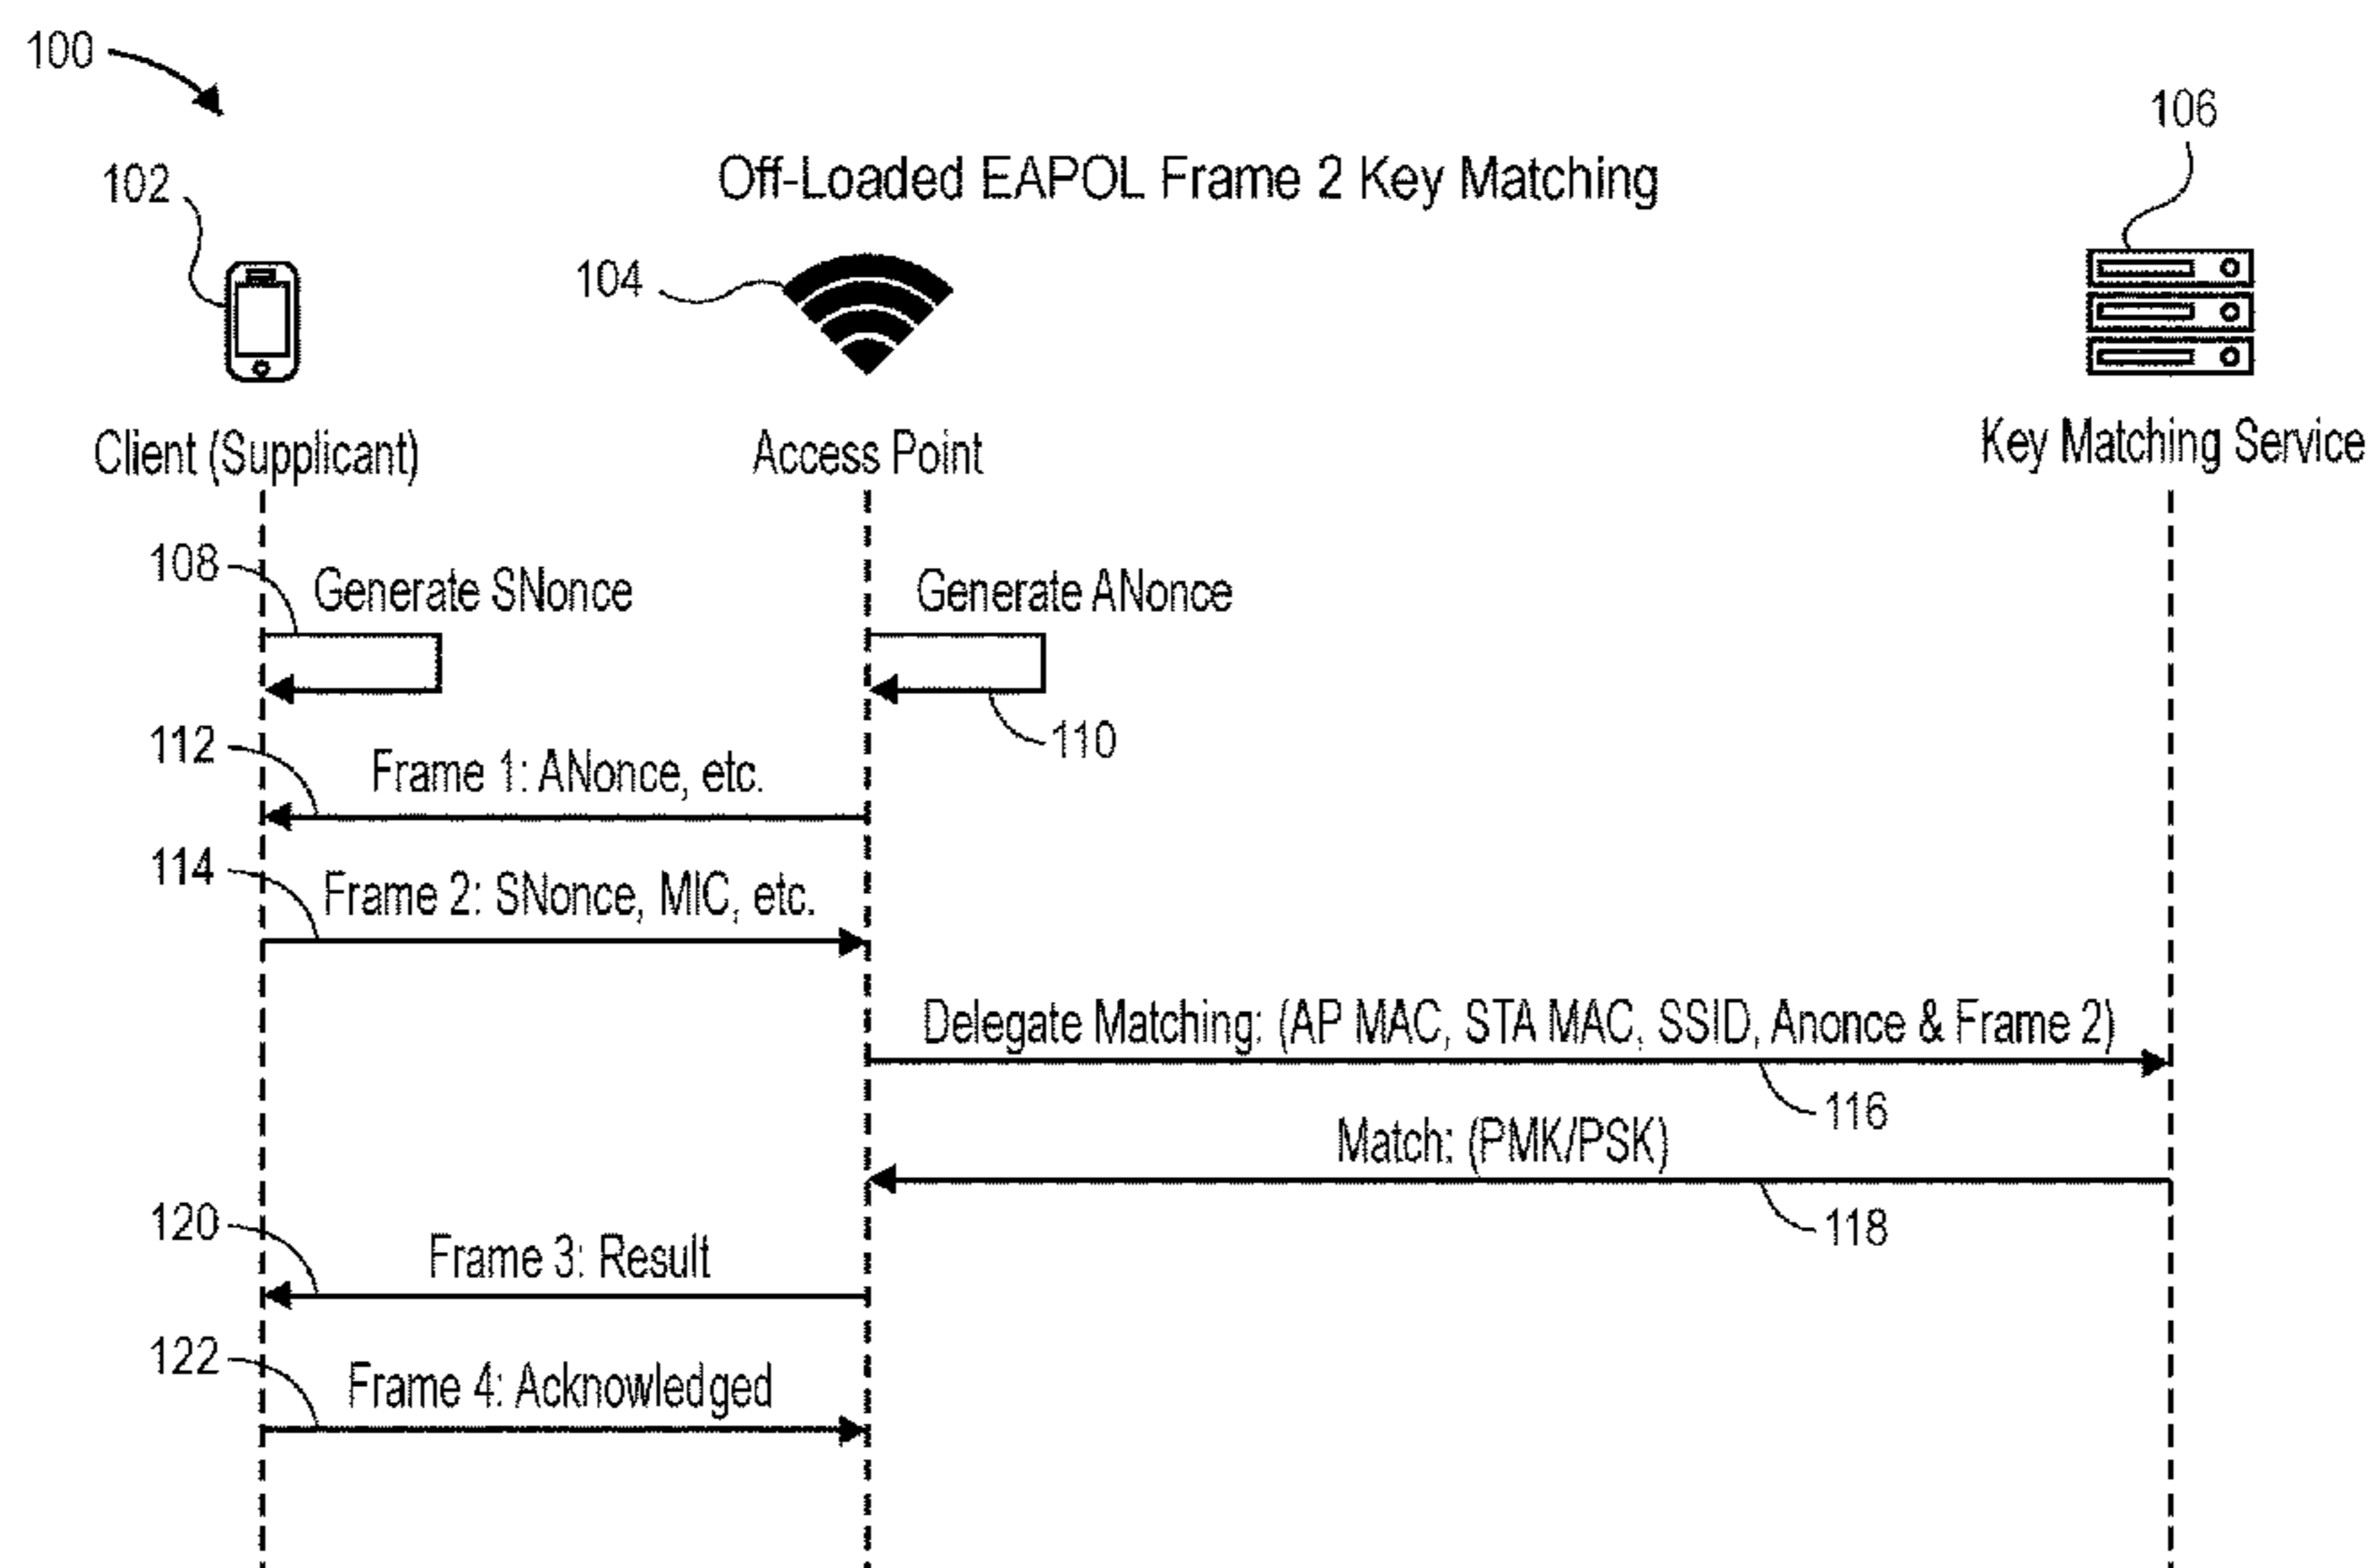 100
106
102
Off-Loaded EAPOL Frame 2 Key Matching
104
Client (Supplicant)
Access Point
Key Matching Service
108
Generate SNonce
Generate ANonce
110
112
Frame 1: ANonce, etc.
114
Frame 2: SNonce, MIC, etc.
Delegate Matching: (AP MAC, STA MAC, SSID, Anonce & Frame 2)
116
Match: (PMK/PSK)
118
120
Frame 3: Result
122
Frame 4: Acknowledged